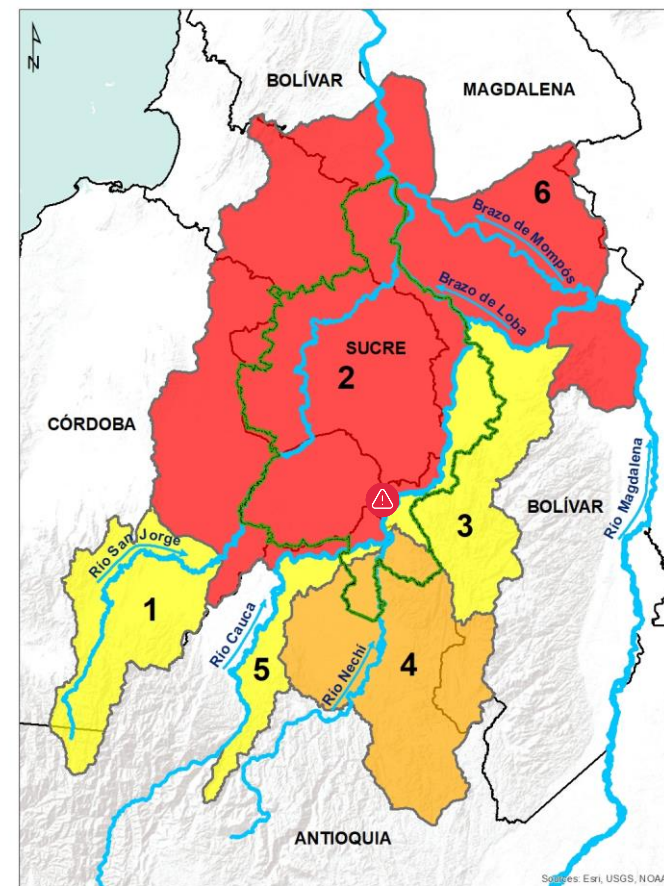 N
BOLÍVAR
MAGDALENA
6
Brazo de Mompós
Brazo de Loba
SUCRE
2
CÓRDOBA
BOLÍVAR
3
Río Magdalena
Río San Jorge
1
Río Cauca
5
Río Nechí
4
ANTIOQUIA
Sources: Esri, USGS, NOAA